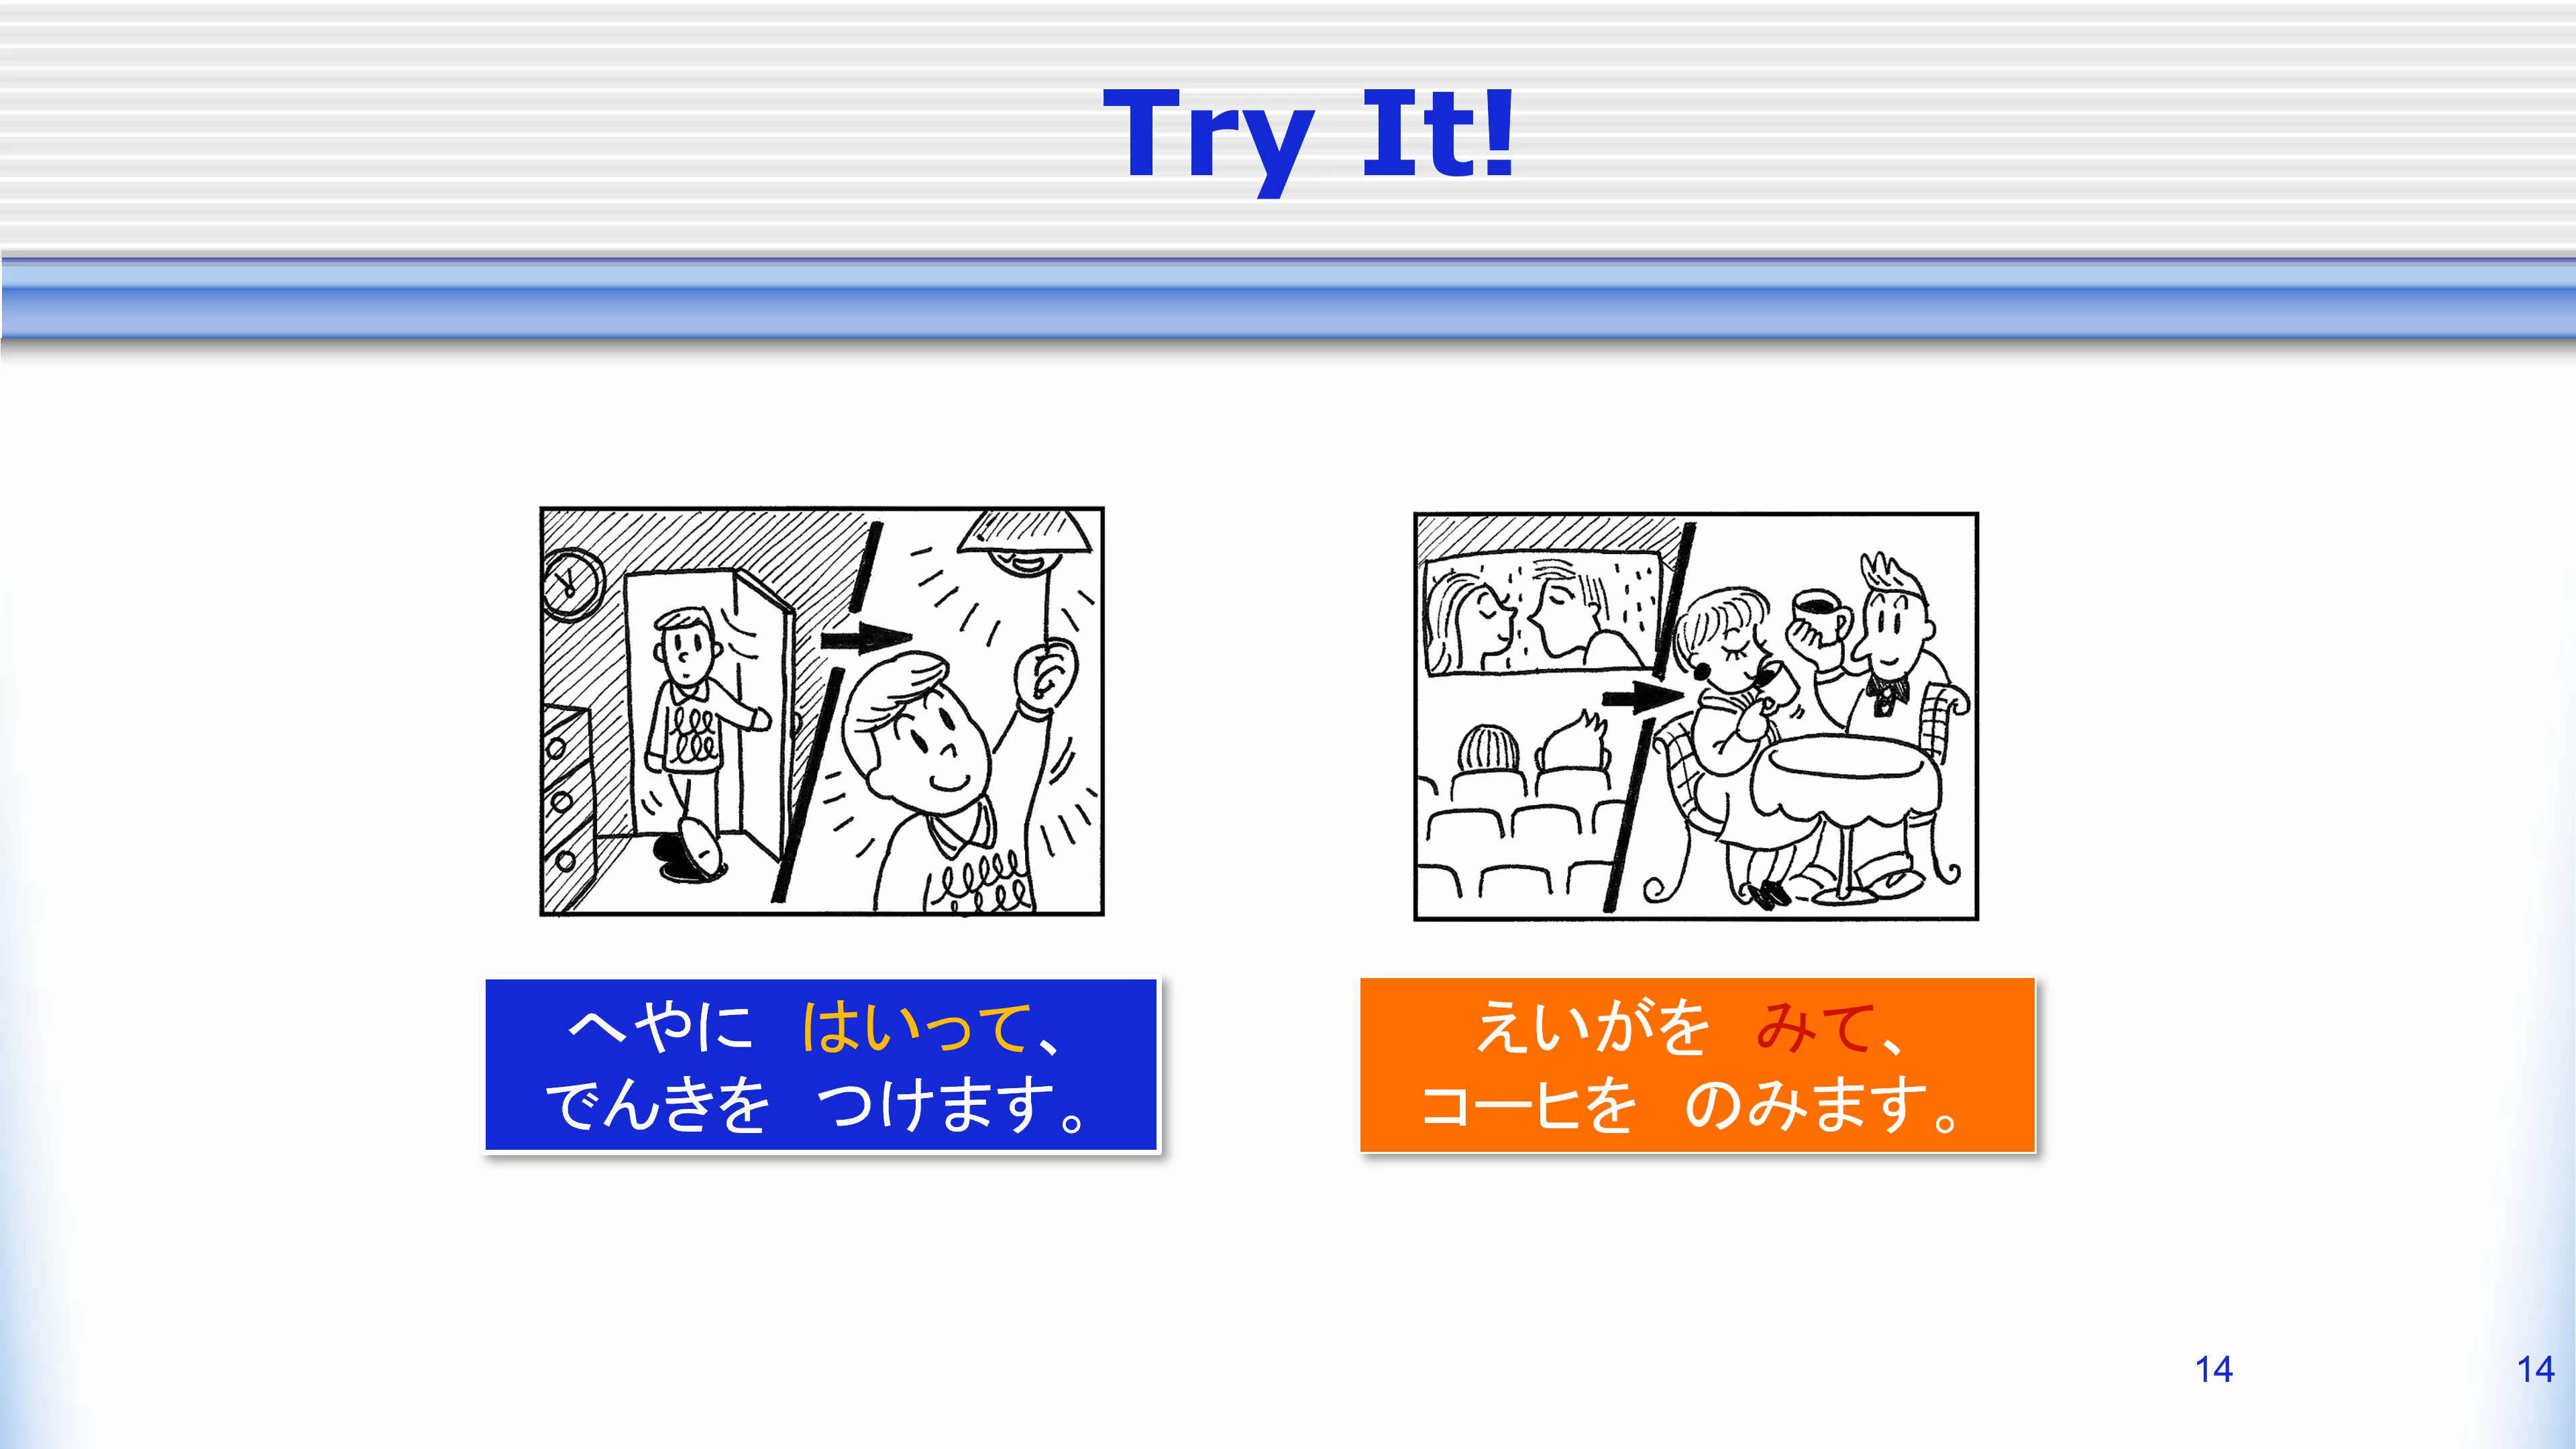 Try It!
へやに　はいって、
でんきを　つけます。
えいがを　みて、
コーヒを　のみます。
14
14